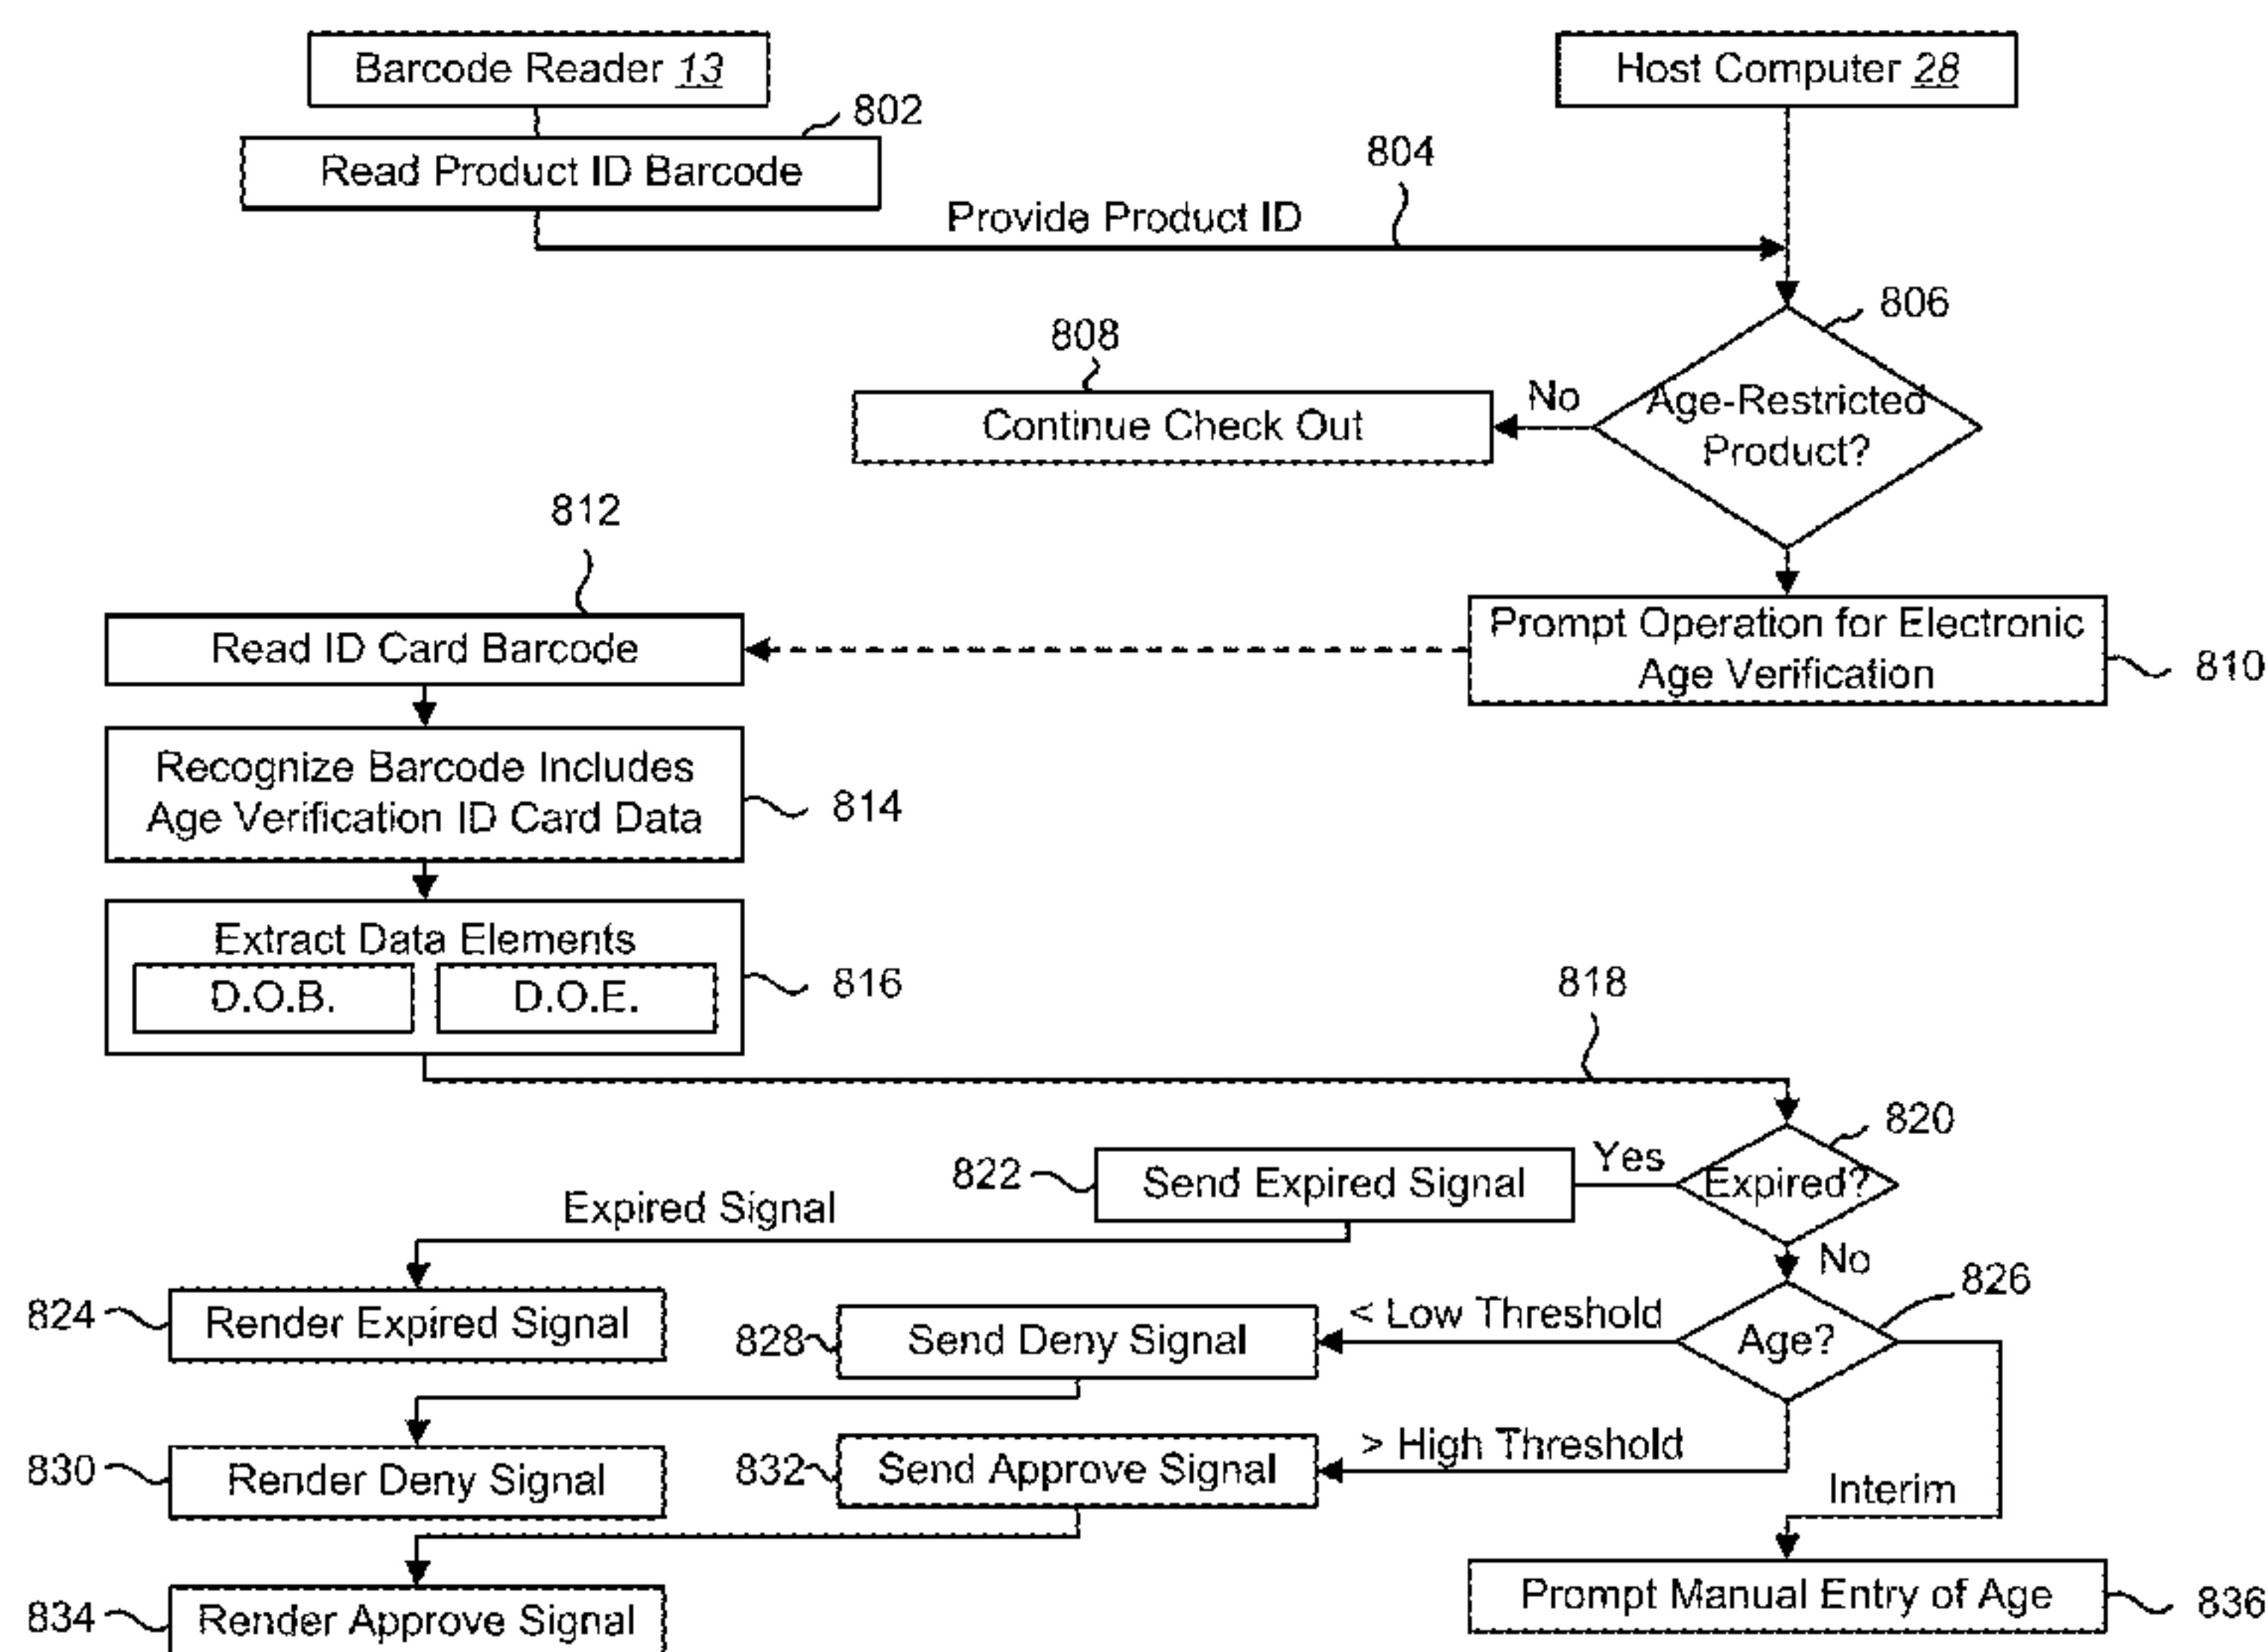 Barcode Reader 13
Host Computer 28
802
Read Product ID Barcode
804
Provide Product ID
806
808
No
Age-Restricted
Product?
Continue Check Out
812
Read ID Card Barcode
Prompt Operation for Electronic
Age Verification
810
Recognize Barcode Includes
Age Verification ID Card Data
814
Extract Data Elements
D.O.B.
D.O.E.
816
818
820
822
Send Expired Signal
Yes
Expired?
Expired Signal
No
826
824
Render Expired Signal
828
Send Deny Signal
< Low Threshold
Age?
830
Render Deny Signal
832
Send Approve Signal
> High Threshold
Interim
834
Render Approve Signal
Prompt Manual Entry of Age
836